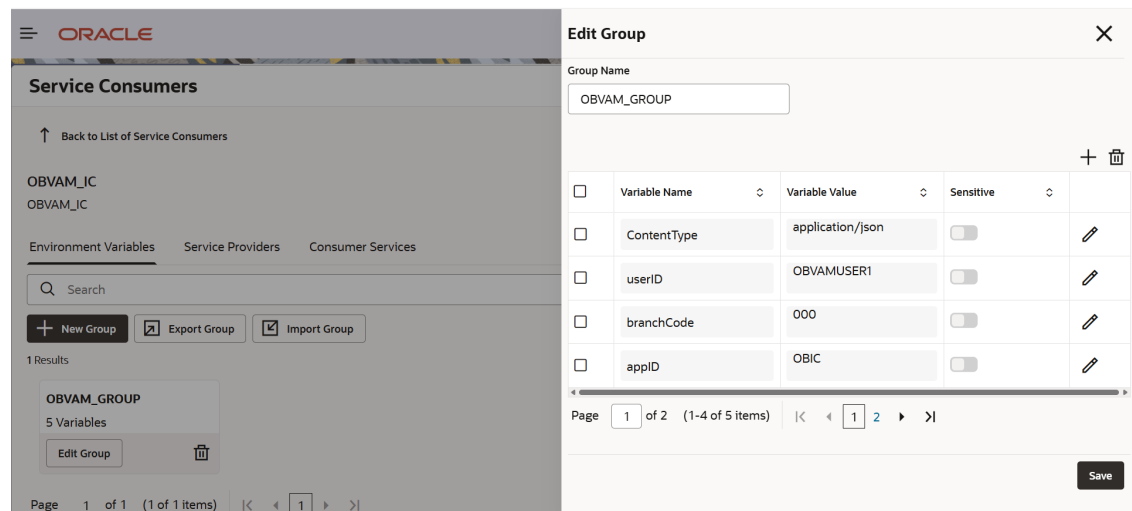 ORACLE
Service Consumers
Back to List of Service Consumers
OBVAM_IC
OBVAM_IC
Environment Variables Service Providers Consumer Services
Search
New Group Export Group Import Group
1 Results
OBVAM_GROUP
5 Variables
Edit Group
Page 1 of 1 (1 of 1 items) 1
Edit Group
Group Name
OBVAM_GROUP
Variable Name Variable Value Sensitive
ContentType application/json
userID OBVAMUSER1
branchCode 000
appID OBIC
Page 1 of 2 (1-4 of 5 items) 1 2
Save